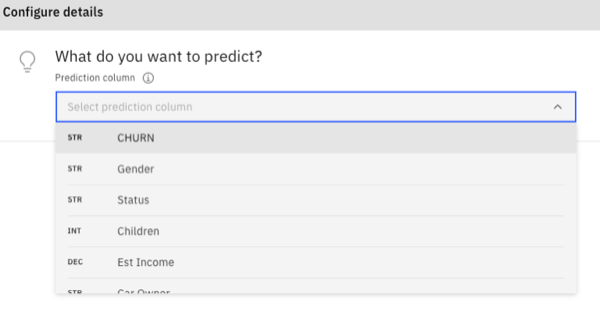 Configure details
What do you want to predict?
Prediction column
Select prediction column
STR CHURN
STR Gender
STR Status
INT Children
DEC Est Income
STR Car Owner